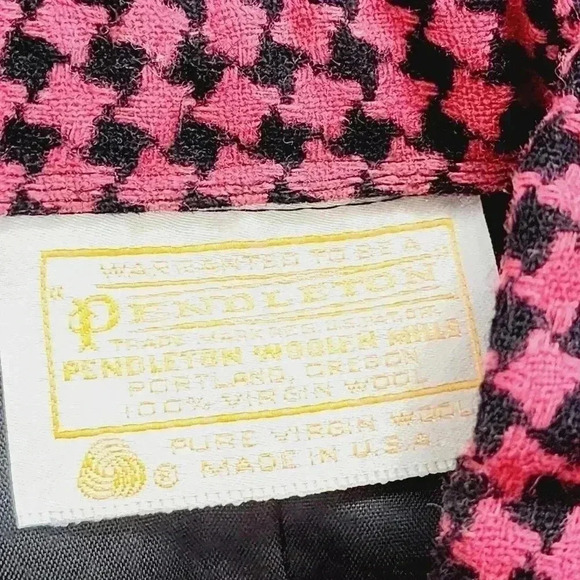 WARRANTED TO BE A
"PENDLETON
TRADE MARK REG.
PENDLETON WOOLEN MILLS
PORTLAND, OREGON
100% VIRGIN WOOL
PURE VIRGIN WOOL
® MADE IN U.S.A.